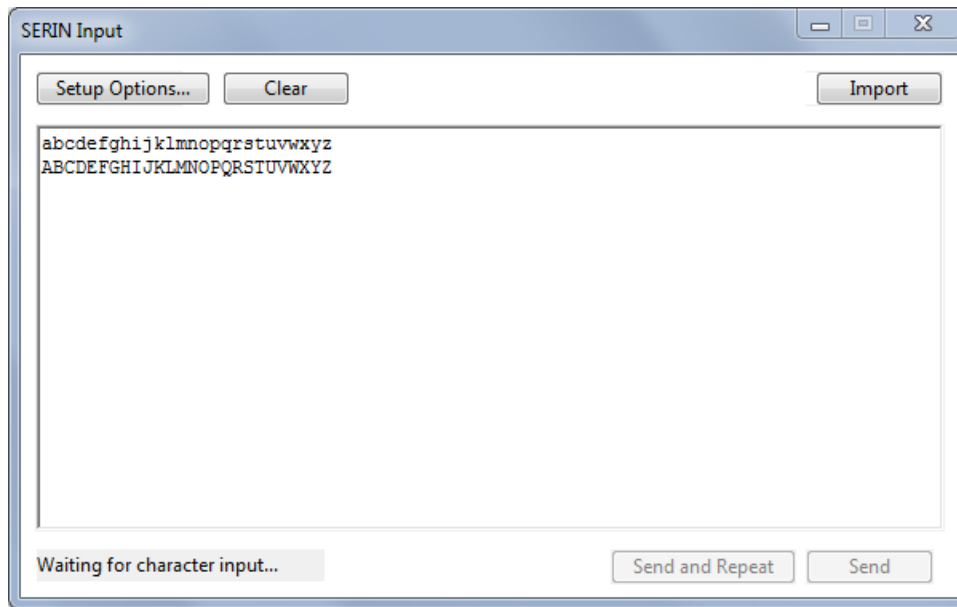 SERIN Input
Setup Options... Clear Import
abcdefghijklmnopqrstuvwxyz
ABCDEFGHIJKLMNOPQRSTUVWXYZ
Waiting for character input... Send and Repeat Send